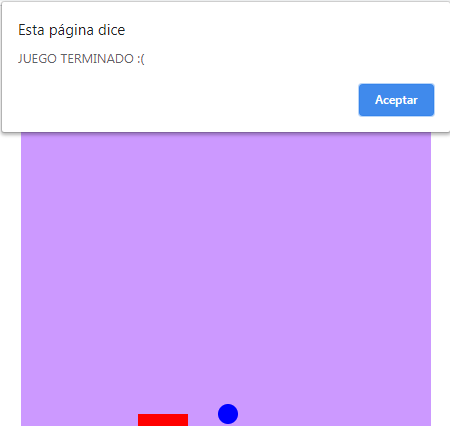 Esta página dice
JUEGO TERMINADO :(
Aceptar